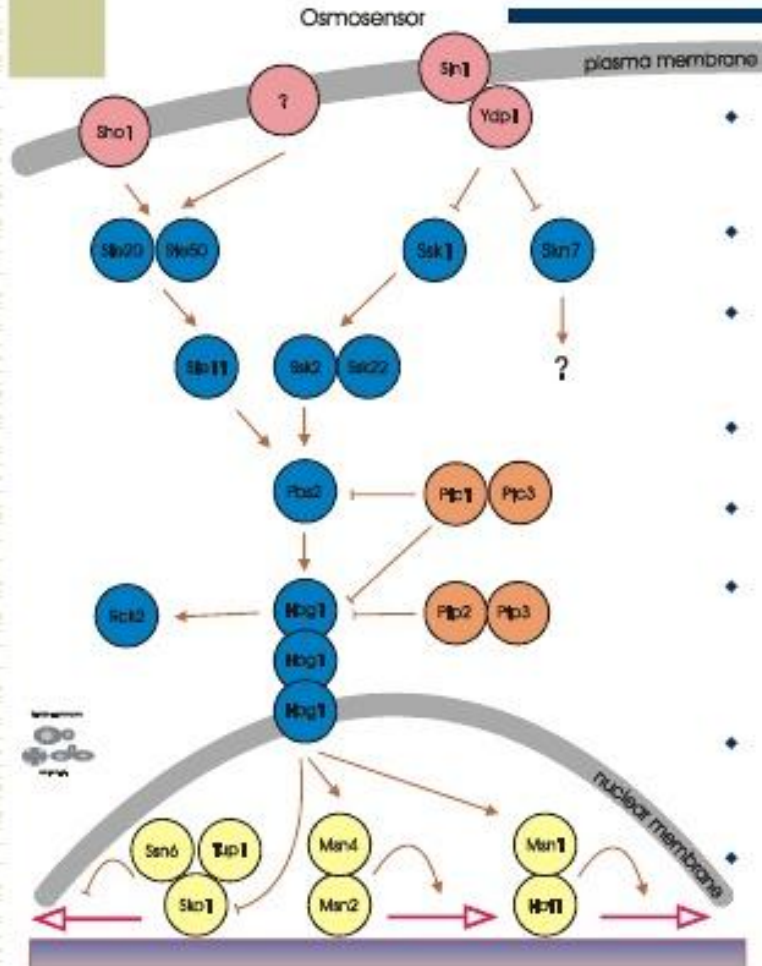 Osmosensor
plasma membrane
Sln1
?
Ydp1
Sho1
Ste20 Ste50 Ssk1 Skn7
Ste11 Ssk2 Ssk22 ?
Pbs2 Ptc1 Ptc3
Rck2 Hog1 Ptp2 Ptp3
Hog1
Hog1
nuclear membrane
Ssn6 Tup1 Msn4 Msn1
Sko1 Msn2 Hot1